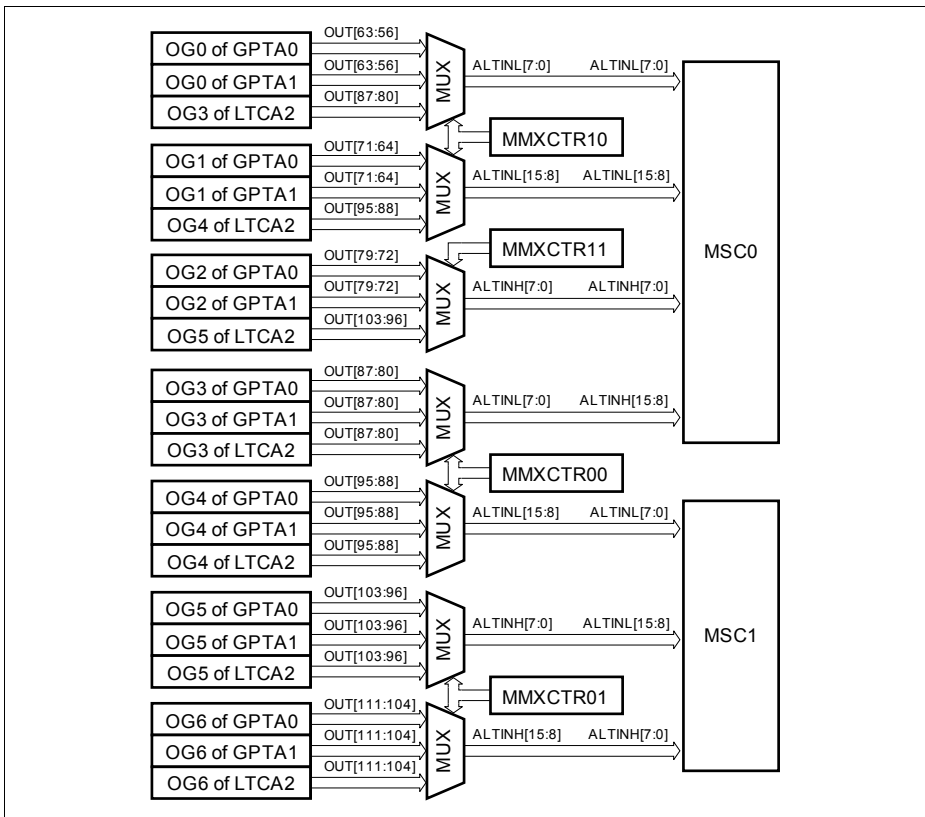 OUT[63:56]
OG0 of GPTA0
OUT[63:56]
ALTINL[7:0] ALTINL[7:0]
OG0 of GPTA1
MUX
OUT[87:80]
OG3 of LTCA2
MMXCTR10
OUT[71:64]
OG1 of GPTA0
OUT[71:64]
ALTINL[15:8] ALTINL[15:8]
OG1 of GPTA1
MUX
OUT[95:88]
OG4 of LTCA2
MMXCTR11
MSC0
OUT[79:72]
OG2 of GPTA0
OUT[79:72]
ALTINH[7:0] ALTINH[7:0]
OG2 of GPTA1
MUX
OUT[103:96]
OG5 of LTCA2
OUT[87:80]
OG3 of GPTA0
OUT[87:80]
ALTINL[7:0] ALTINH[15:8]
OG3 of GPTA1
MUX
OUT[87:80]
OG3 of LTCA2
MMXCTR00
OUT[95:88]
OG4 of GPTA0
OUT[95:88]
ALTINL[15:8] ALTINL[7:0]
OG4 of GPTA1
MUX
OUT[95:88]
OG4 of LTCA2
OUT[103:96]
OG5 of GPTA0
OUT[103:96]
ALTINH[7:0] ALTINL[15:8]
OG5 of GPTA1
MUX
MSC1
OUT[103:96]
OG5 of LTCA2
MMXCTR01
OUT[111:104]
OG6 of GPTA0
OUT[111:104]
ALTINH[15:8] ALTINH[7:0]
OG6 of GPTA1
MUX
OUT[111:104]
OG6 of LTCA2